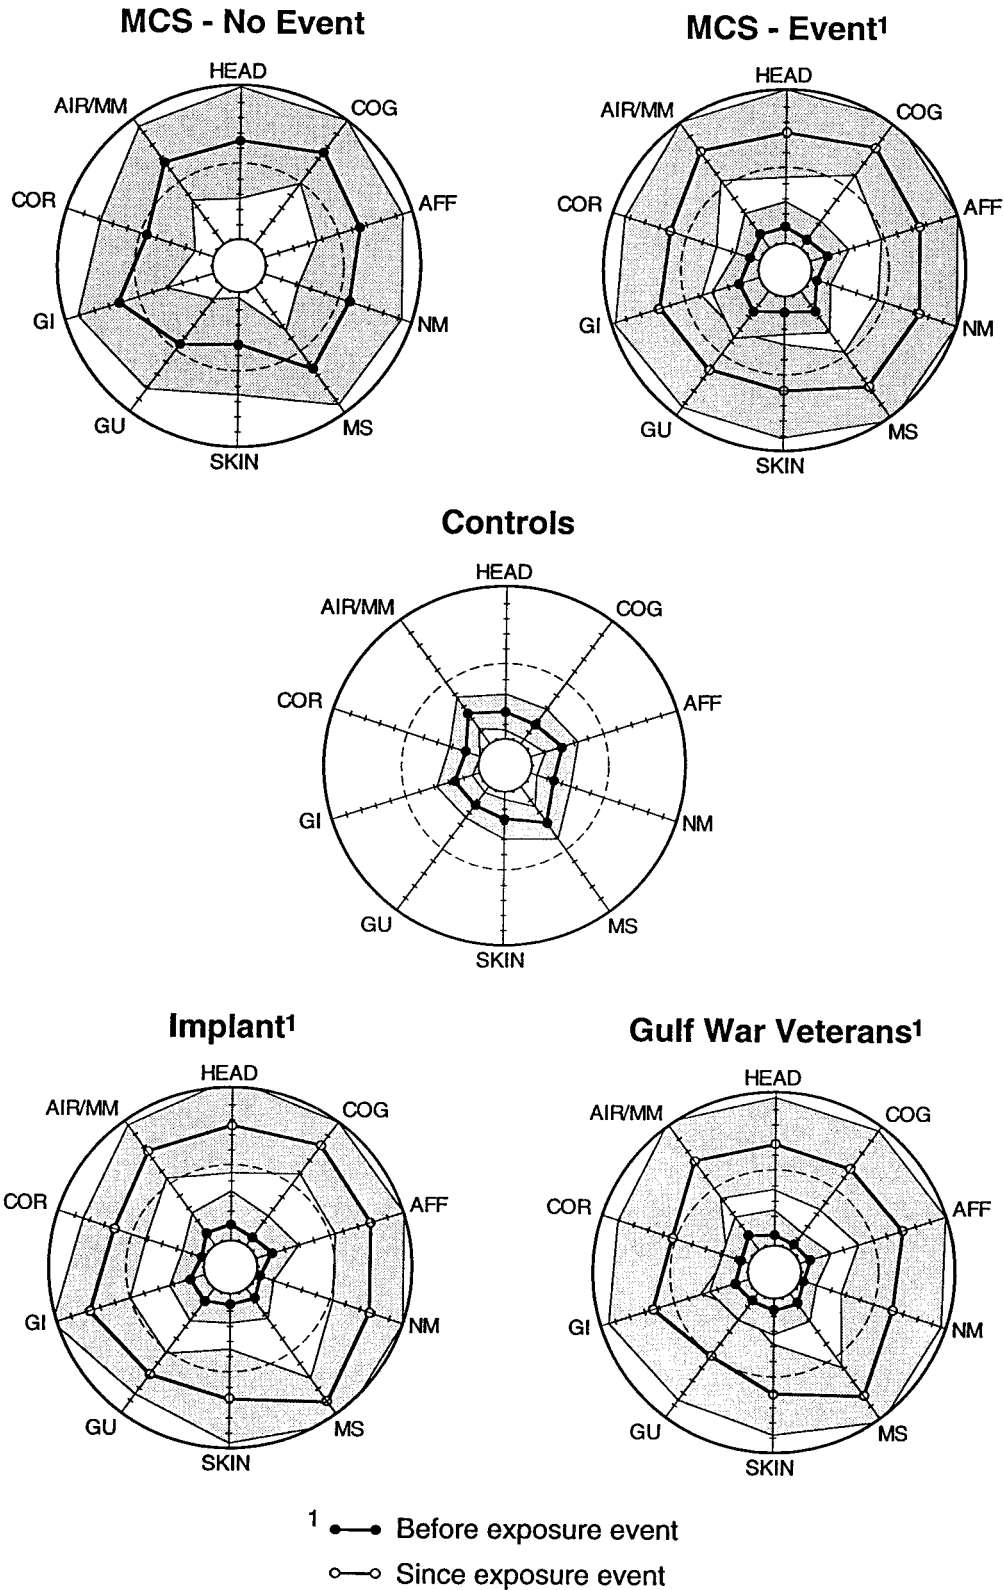 MCS - No Event
MCS - Event¹
HEAD
COG
AFF
NM
MS
SKIN
GU
GI
COR
AIR/MM
HEAD
COG
AFF
NM
MS
SKIN
GU
GI
COR
AIR/MM
Controls
HEAD
COG
AFF
NM
MS
SKIN
GU
GI
COR
AIR/MM
Implant¹
Gulf War Veterans¹
HEAD
COG
AFF
NM
MS
SKIN
GU
GI
COR
AIR/MM
HEAD
COG
AFF
NM
MS
SKIN
GU
GI
COR
AIR/MM
¹ Before exposure event
Since exposure event